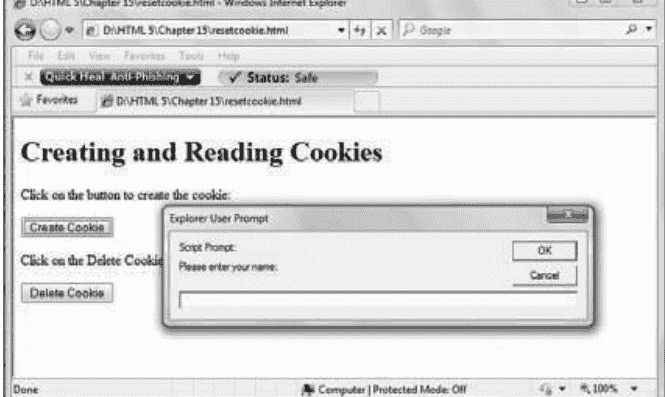 D:\HTML 5\Chapter 15\resetcookie.html - Windows Internet Explorer
D:\HTML 5\Chapter 15\resetcookie.html
Google
File Edit View Favorites Tools Help
Quick Heal Anti-Phishing
Status: Safe
Favorites
D:\HTML 5\Chapter 15\resetcookie.html
Creating and Reading Cookies
Click on the button to create the cookie:
Create Cookie
Click on the Delete Cookie
Delete Cookie
Explorer User Prompt
Script Prompt:
Please enter your name:
OK
Cancel
Done
Computer | Protected Mode: Off
100%